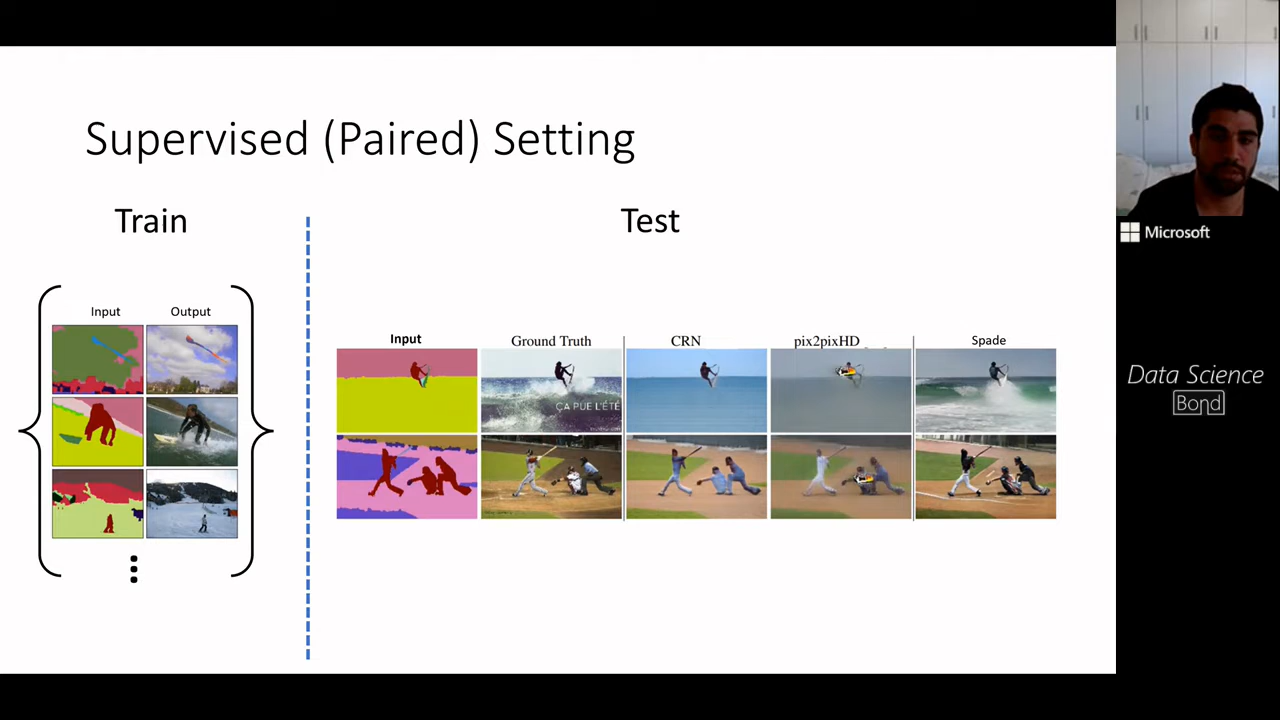 Supervised (Paired) Setting
Train
Test
Input
Output
Input
Ground Truth
CRN
pix2pixHD
Spade
ÇA PUE L'ÉTÉ
Microsoft
Data Science
Bond